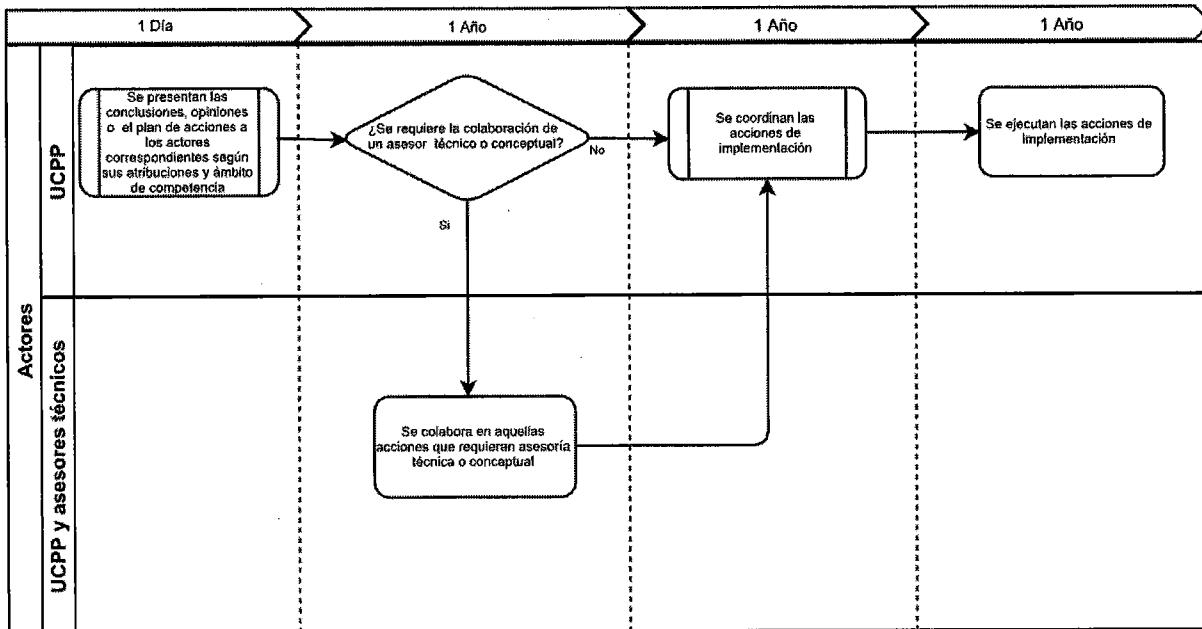 1 Día
1 Año
1 Año
1 Año
Actores
UCPP
Se presentan las
conclusiones, opiniones
o el plan de acciones a
los actores
correspondientes según
sus atribuciones y ámbito
de competencia
¿Se requiere la colaboración de
un asesor técnico o conceptual?
No
Si
Se coordinan las
acciones de
implementación
Se ejecutan las acciones de
implementación
UCPP y asesores técnicos
Se colabora en aquellas
acciones que requieran asesoría
técnica o conceptual